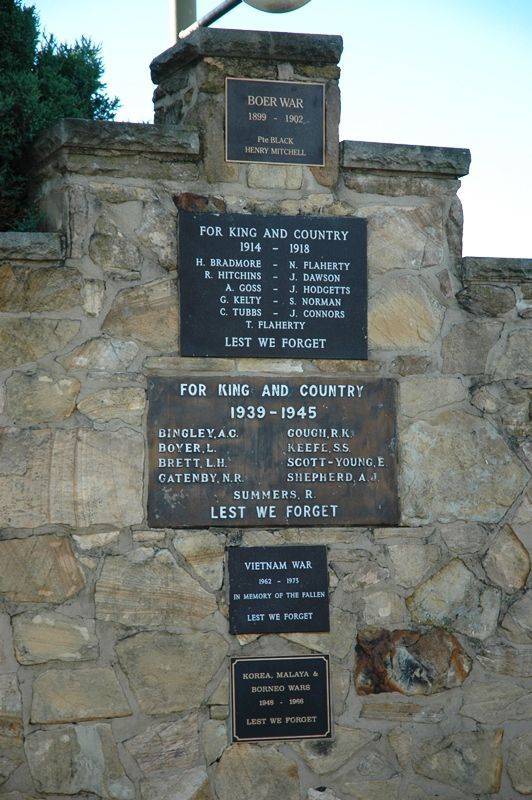 BOER WAR
1899 - 1902
Pte BLACK
HENRY MITCHELL
FOR KING AND COUNTRY
1914 - 1918
H. BRADMORE - N. FLAHERTY
R. HITCHINS - J. DAWSON
A. GOSS - J. HODGETTS
G. KELTY - S. NORMAN
C. TUBBS - J. CONNORS
T. FLAHERTY
LEST WE FORGET
FOR KING AND COUNTRY
1939-1945
BINGLEY, A.C. GOUGH, R.K.
BOYER, L. KEEFE, S.S.
BRETT, L.H. SCOTT-YOUNG, E.
GATENBY, N.R. SHEPHERD, A.J.
SUMMERS, R.
LEST WE FORGET
VIETNAM WAR
1962 - 1973
IN MEMORY OF THE FALLEN
LEST WE FORGET
KOREA, MALAYA &
BORNEO WARS
1948 - 1966
LEST WE FORGET